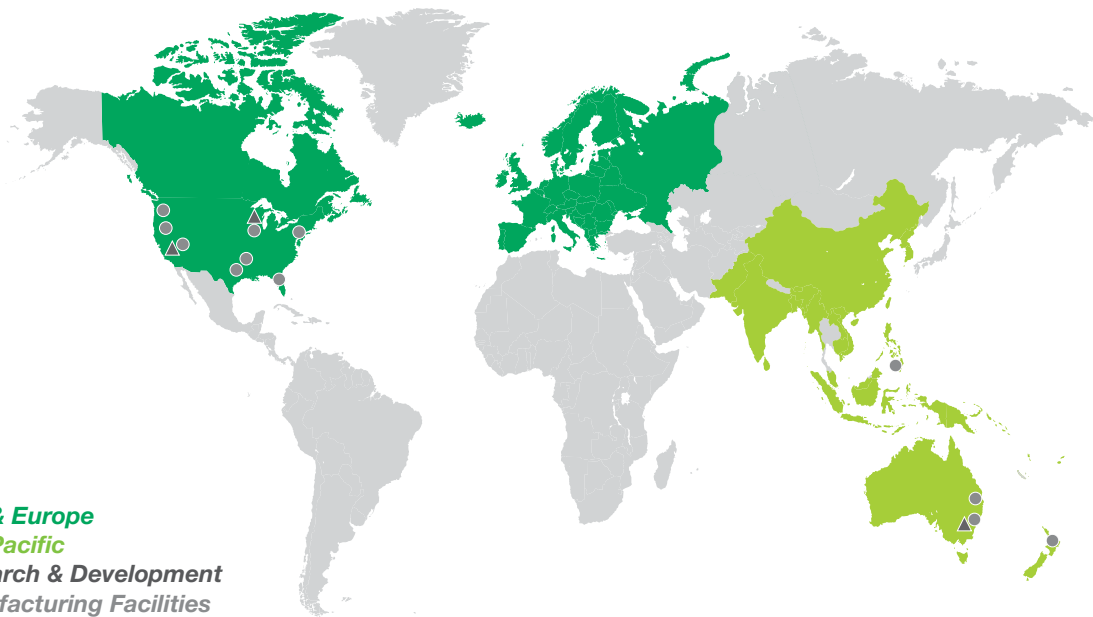 & Europe
Pacific
arch & Development
facturing Facilities